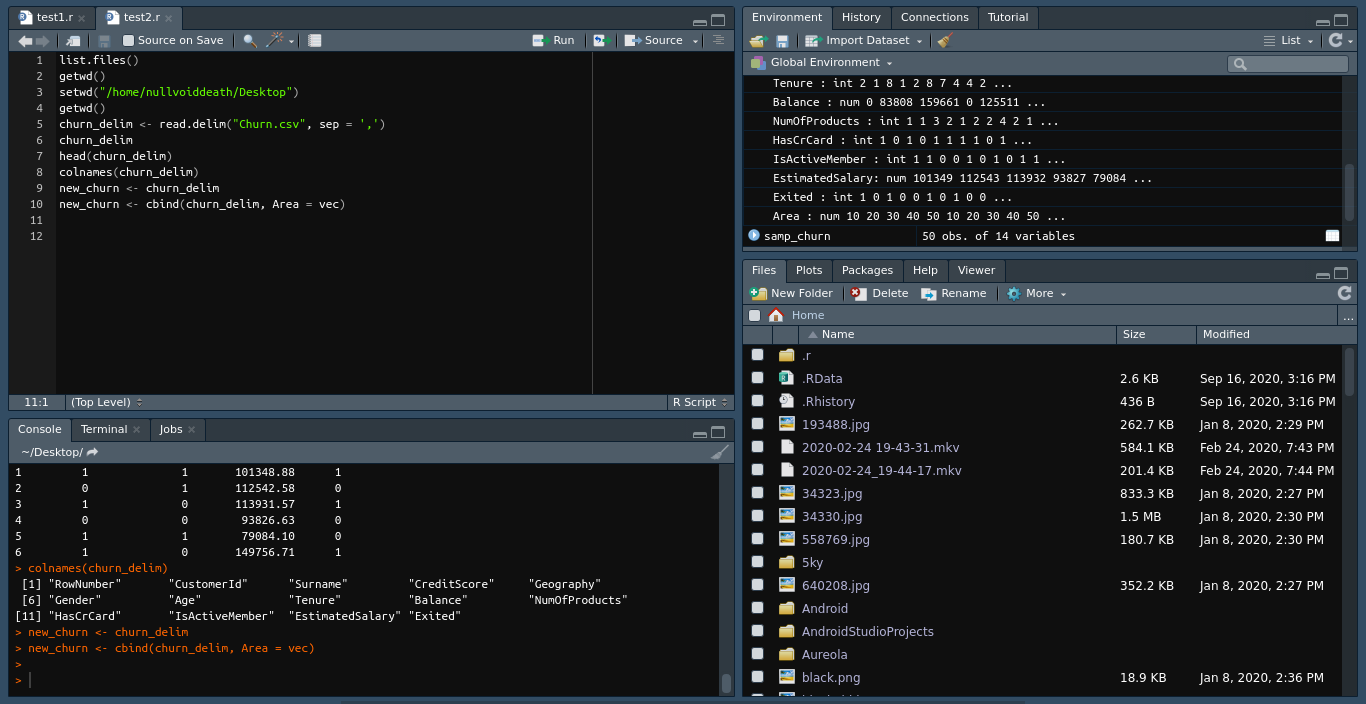 test1.r
test2.r
Source on Save
Run
Source
1 list.files()
2 getwd()
3 setwd("/home/nullvoiddeath/Desktop")
4 getwd()
5 churn_delim <- read.delim("Churn.csv", sep = ',')
6 churn_delim
7 head(churn_delim)
8 colnames(churn_delim)
9 new_churn <- churn_delim
10 new_churn <- cbind(churn_delim, Area = vec)
11
12
11:1 (Top Level) R Script
Console Terminal Jobs
~/Desktop/
1 1 1 101348.88 1
2 0 1 112542.58 0
3 1 0 113931.57 1
4 0 0 93826.63 0
5 1 1 79084.10 0
6 1 0 149756.71 1
> colnames(churn_delim)
[1] "RowNumber" "CustomerId" "Surname" "CreditScore" "Geography"
[6] "Gender" "Age" "Tenure" "Balance" "NumOfProducts"
[11] "HasCrCard" "IsActiveMember" "EstimatedSalary" "Exited"
> new_churn <- churn_delim
> new_churn <- cbind(churn_delim, Area = vec)
>
>
Environment History Connections Tutorial
Import Dataset List
Global Environment
Tenure : int 2 1 8 1 2 8 7 4 4 2 ...
Balance : num 0 83808 159661 0 125511 ...
NumOfProducts : int 1 1 3 2 1 2 2 4 2 1 ...
HasCrCard : int 1 0 1 0 1 1 1 1 0 1 ...
IsActiveMember : int 1 1 0 0 1 0 1 0 1 1 ...
EstimatedSalary: num 101349 112543 113932 93827 79084 ...
Exited : int 1 0 1 0 0 1 0 1 0 0 ...
Area : num 10 20 30 40 50 10 20 30 40 50 ...
samp_churn 50 obs. of 14 variables
Files Plots Packages Help Viewer
New Folder Delete Rename More
Home ...
Name Size Modified
.r
.RData 2.6 KB Sep 16, 2020, 3:16 PM
.Rhistory 436 B Sep 16, 2020, 3:16 PM
193488.jpg 262.7 KB Jan 8, 2020, 2:29 PM
2020-02-24 19-43-31.mkv 584.1 KB Feb 24, 2020, 7:43 PM
2020-02-24_19-44-17.mkv 201.4 KB Feb 24, 2020, 7:44 PM
34323.jpg 833.3 KB Jan 8, 2020, 2:27 PM
34330.jpg 1.5 MB Jan 8, 2020, 2:30 PM
558769.jpg 180.7 KB Jan 8, 2020, 2:30 PM
5ky
640208.jpg 352.2 KB Jan 8, 2020, 2:27 PM
Android
AndroidStudioProjects
Aureola
black.png 18.9 KB Jan 8, 2020, 2:36 PM